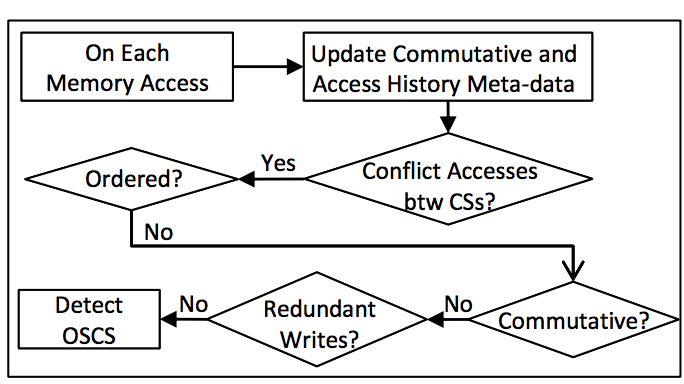 On Each
Memory Access
Update Commutative and
Access History Meta-data
Conflict Accesses
btw CSs?
Yes
Ordered?
No
Commutative?
No
Redundant
Writes?
No
Detect
OSCS